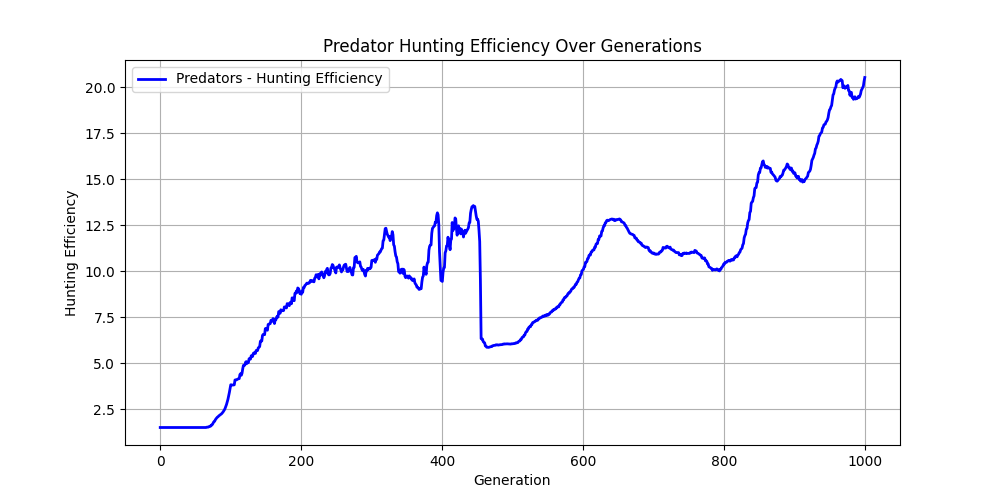 Predator Hunting Efficiency Over Generations
Predators - Hunting Efficiency
20.0
17.5
15.0
12.5
10.0
7.5
5.0
2.5
Hunting Efficiency
0 200 400 600 800 1000
Generation